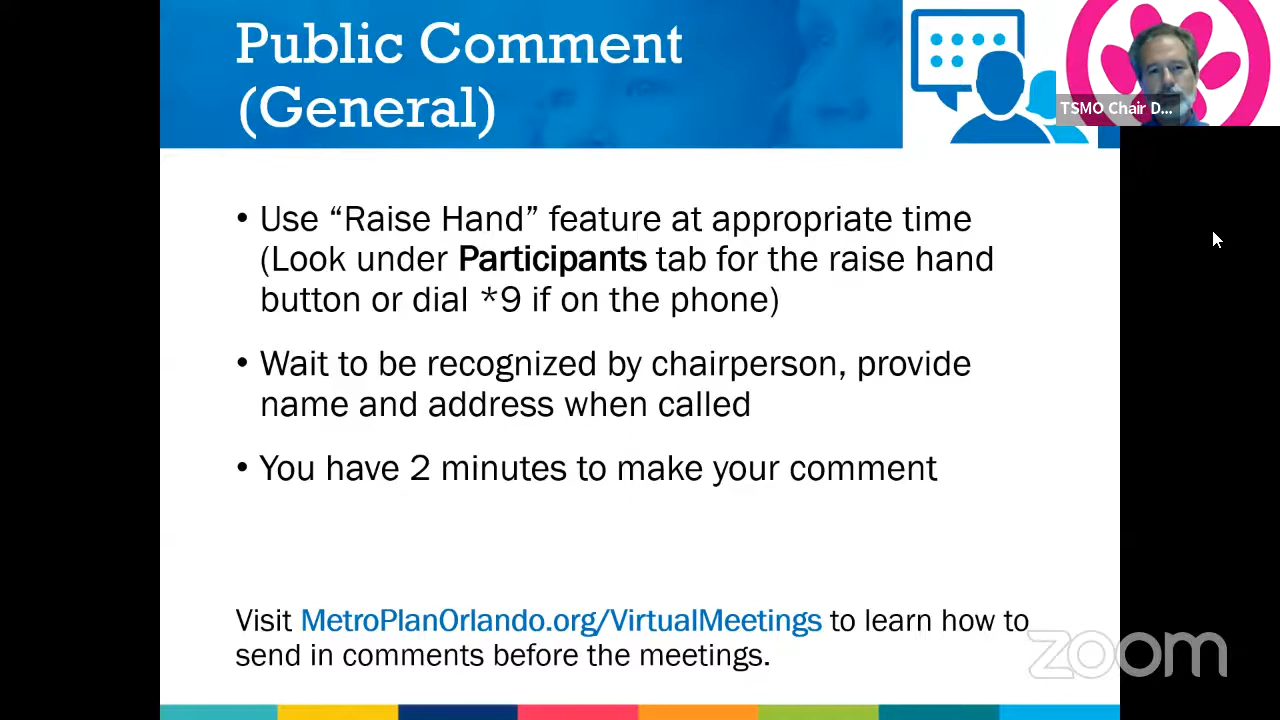 Public Comment
(General)
TSMO Chair D...
• Use “Raise Hand” feature at appropriate time
(Look under Participants tab for the raise hand
button or dial *9 if on the phone)
• Wait to be recognized by chairperson, provide
name and address when called
• You have 2 minutes to make your comment
Visit MetroPlanOrlando.org/VirtualMeetings to learn how to
send in comments before the meetings.
zoom